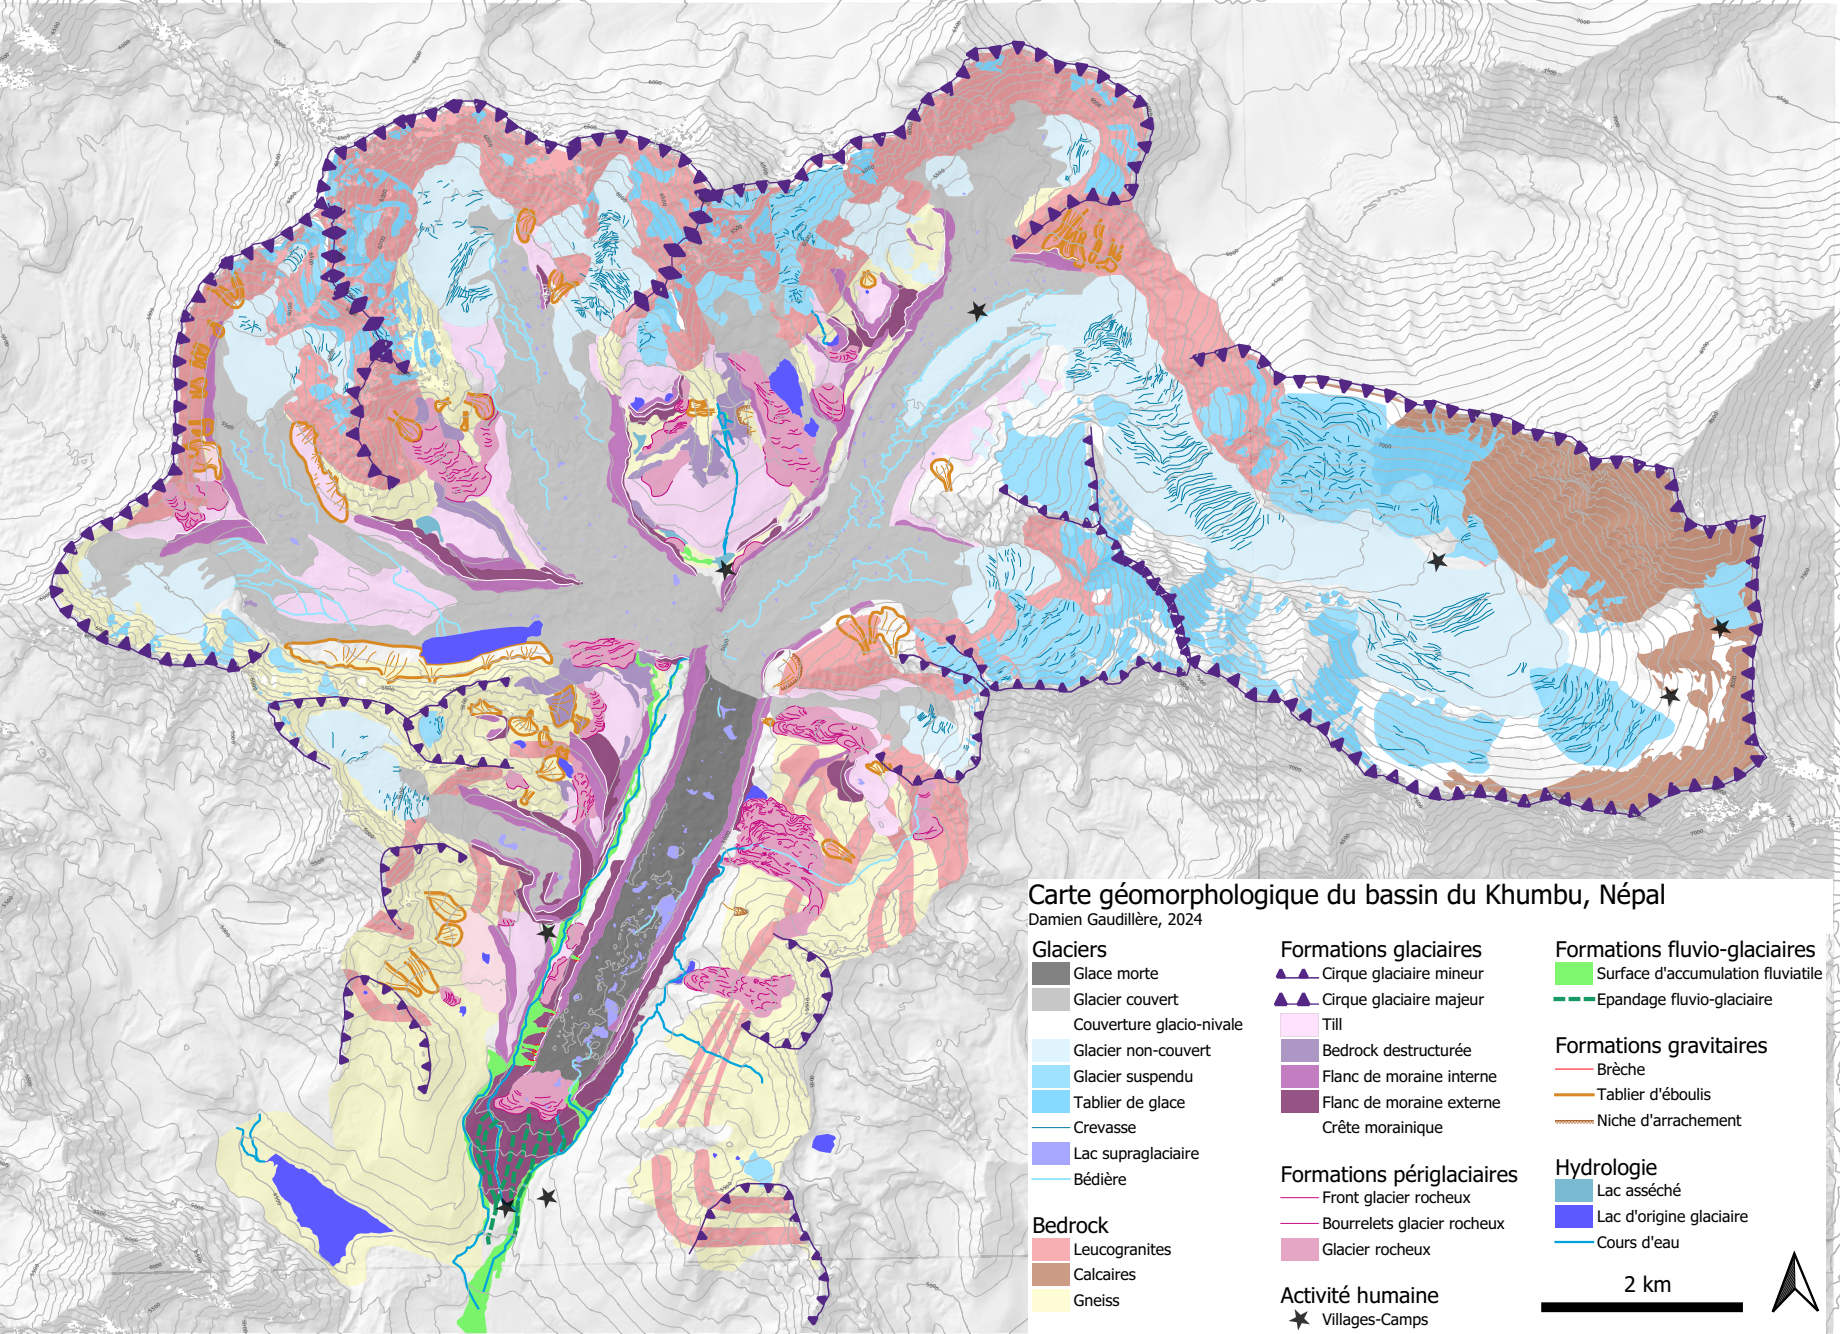 Carte géomorphologique du bassin du Khumbu, Népal
Damien Gaudillère, 2024
Glaciers
Glace morte
Glacier couvert
Couverture glacio-nivale
Glacier non-couvert
Glacier suspendu
Tablier de glace
Crevasse
Lac supraglaciaire
Bédière
Bedrock
Leucogranites
Calcaires
Gneiss
Formations glaciaires
Cirque glaciaire mineur
Cirque glaciaire majeur
Till
Bedrock destructurée
Flanc de moraine interne
Flanc de moraine externe
Crête morainique
Formations périglaciaires
Front glacier rocheux
Bourrelets glacier rocheux
Glacier rocheux
Activité humaine
Villages-Camps
Formations fluvio-glaciaires
Surface d'accumulation fluviatile
Epandage fluvio-glaciaire
Formations gravitaires
Brèche
Tablier d'éboulis
Niche d'arrachement
Hydrologie
Lac asséché
Lac d'origine glaciaire
Cours d'eau
2 km